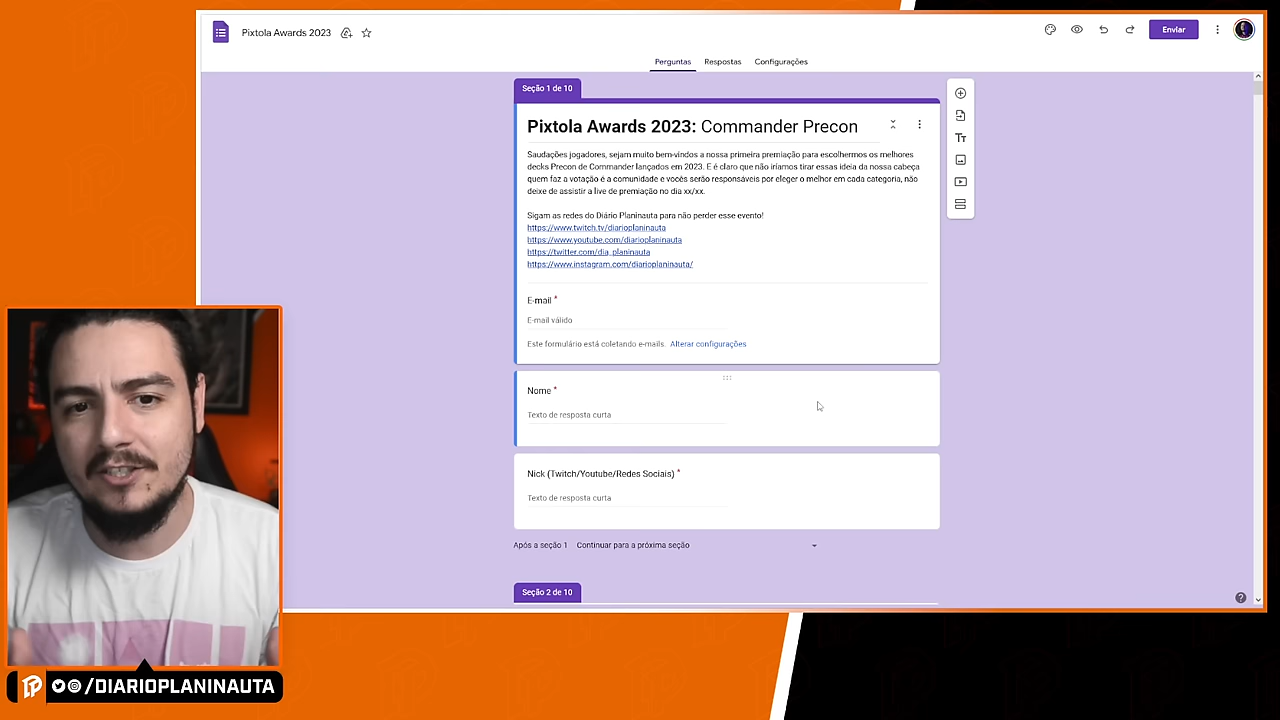 Pixtola Awards 2023
Enviar
Perguntas
Respostas
Configurações
Seção 1 de 10
Pixtola Awards 2023: Commander Precon
Saudações jogadores, sejam muito bem-vindos a nossa primeira premiação para escolhermos os melhores
decks Precon de Commander lançados em 2023. E é claro que não iríamos tirar essas ideia da nossa cabeça
quem faz a votação é a comunidade e vocês serão responsáveis por eleger o melhor em cada categoria, não
deixe de assistir a live de premiação no dia xx/xx.
Sigam as redes do Diário Planinauta para não perder esse evento!
https://www.twitch.tv/diarioplaninauta
https://www.youtube.com/diarioplaninauta
https://twitter.com/dia_planinauta
https://www.instagram.com/diarioplaninauta/
E-mail *
E-mail válido
Este formulário está coletando e-mails. Alterar configurações
Nome *
Texto de resposta curta
Nick (Twitch/Youtube/Redes Sociais) *
Texto de resposta curta
Após a seção 1 Continuar para a próxima seção
Seção 2 de 10
/DIARIOPLANINAUTA